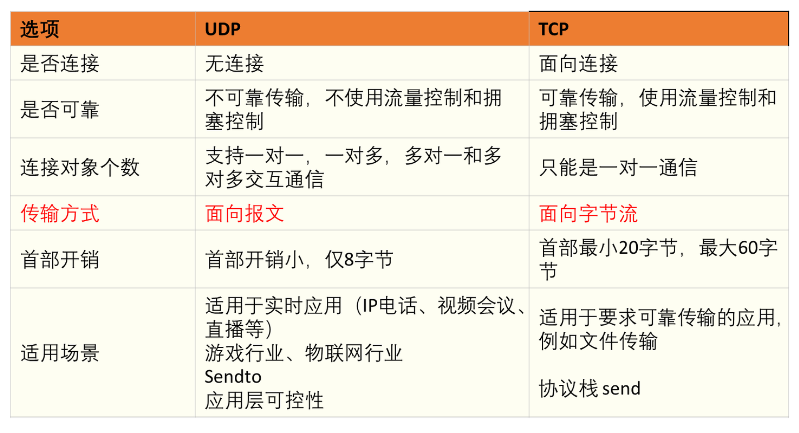 选项 UDP TCP
是否连接 无连接 面向连接
是否可靠 不可靠传输，不使用流量控制和拥
塞控制 可靠传输，使用流量控制和
拥塞控制
连接对象个数 支持一对一，一对多，多对一和多
对多交互通信 只能是一对一通信
传输方式 面向报文 面向字节流
首部开销 首部开销小，仅8字节 首部最小20字节，最大60字
节
适用场景 适用于实时应用（IP电话、视频会议、
直播等）
游戏行业、物联网行业
Sendto
应用层可控性
适用于要求可靠传输的应用，
例如文件传输
协议栈 send